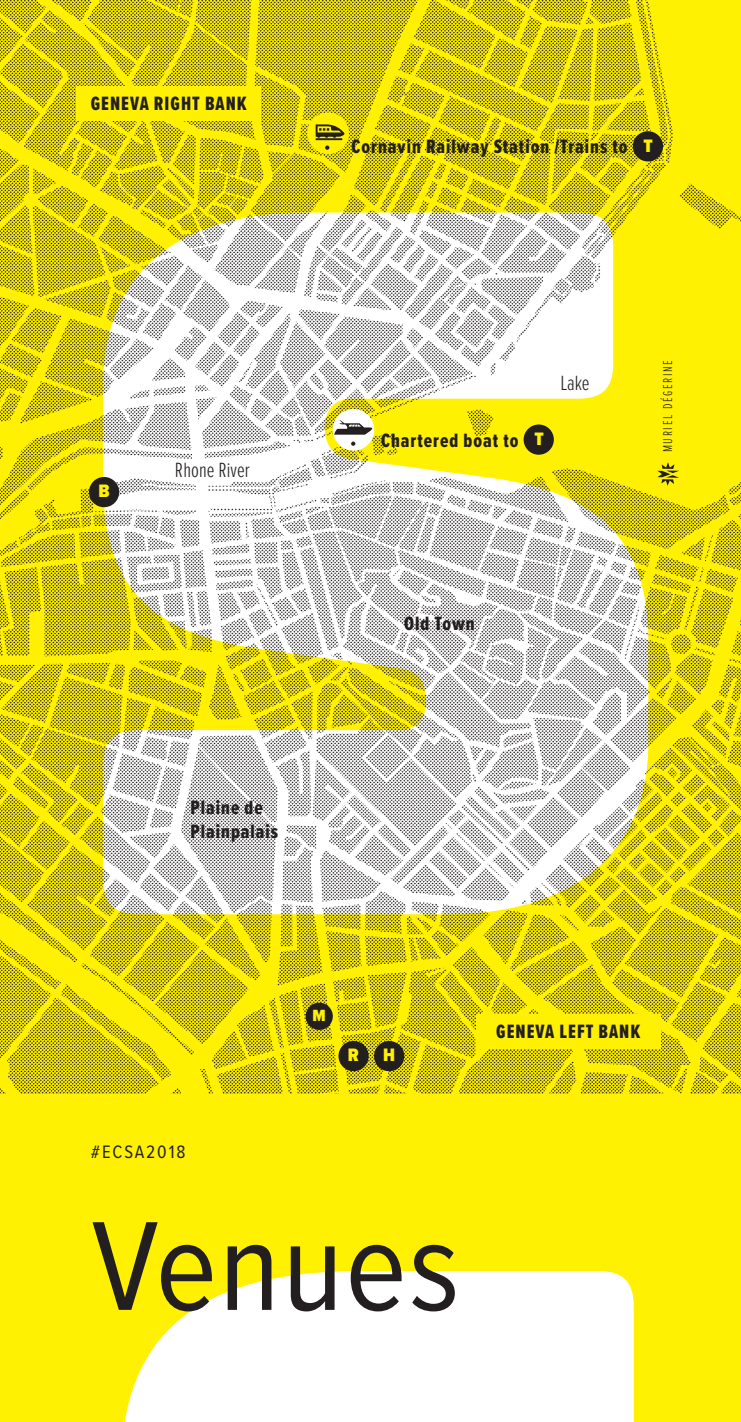 GENEVA RIGHT BANK
Cornavin Railway Station /Trains to T
Lake
MURIEL DÉGERINE
Chartered boat to T
Rhone River
B
Old Town
Plaine de
Plainpalais
M
GENEVA LEFT BANK
R H
#ECSA2018
Venues